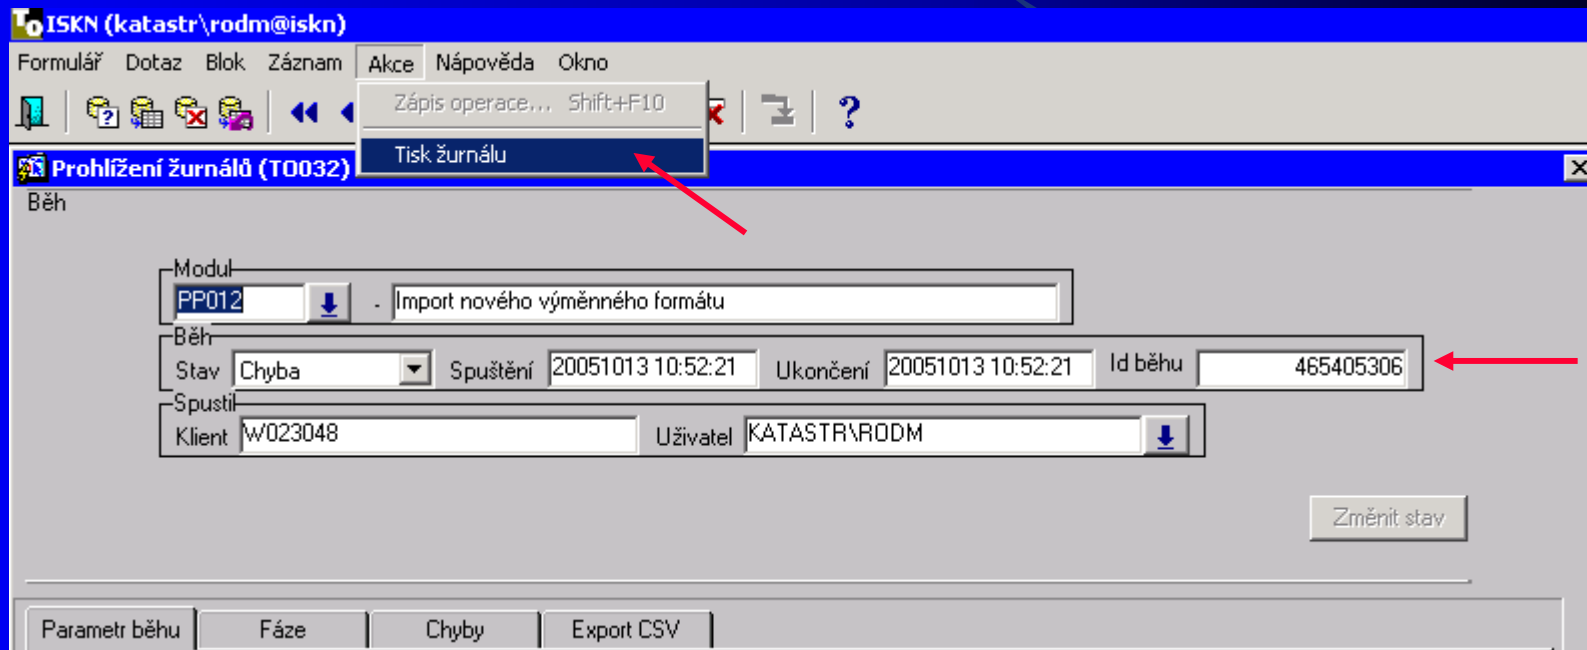 ISKN (katastr\rodm@iskn)
Formulář Dotaz Blok Záznam Akce Nápověda Okno
Zápis operace... Shift+F10
Tisk žurnálu
Prohlížení žurnálů (TO032)
Běh
Modul
PP012 - Import nového výměnného formátu
Běh
Stav Chyba Spuštění 20051013 10:52:21 Ukončení 20051013 10:52:21 Id běhu 465405306
Spustil
Klient W023048 Uživatel KATASTR\RODM
Změnit stav
Parametr běhu Fáze Chyby Export CSV